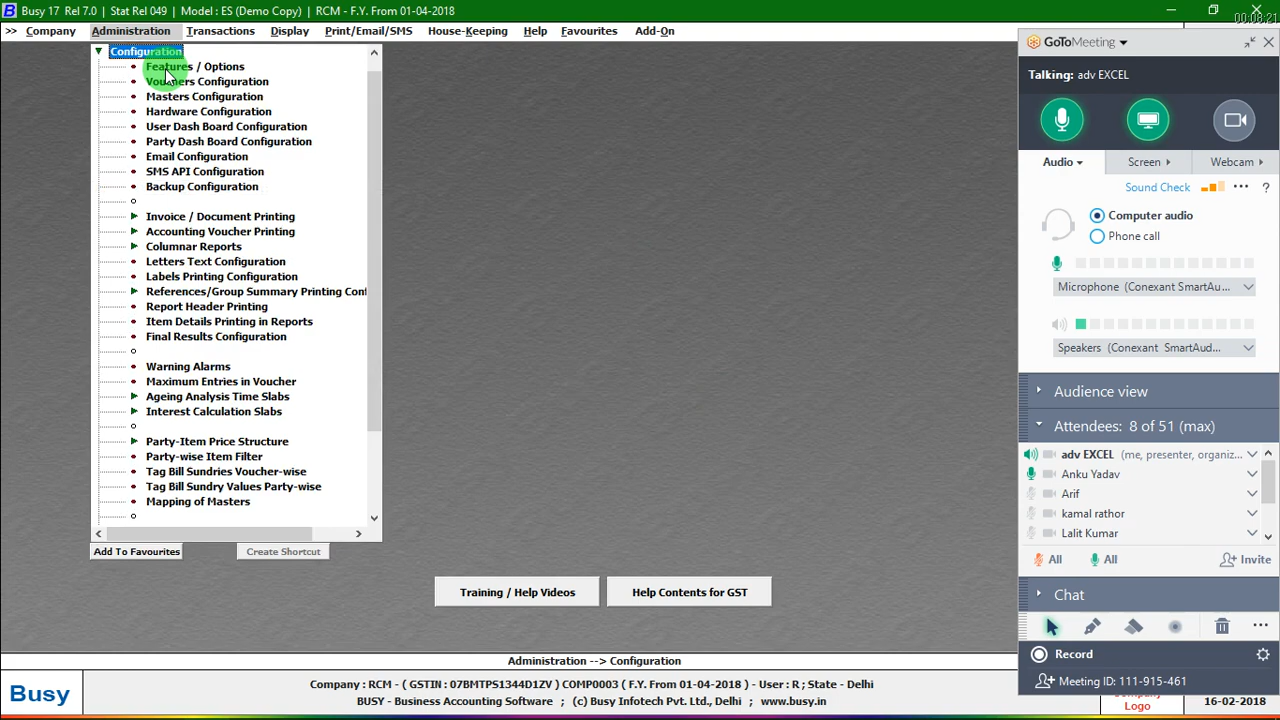 Busy 17 Rel 7.0 | Stat Rel 049 | Model : ES (Demo Copy) | RCM - F.Y. From 01-04-2018
00:08:21
>> Company Administration Transactions Display Print/Email/SMS House-Keeping Help Favourites Add-On
Configuration
Features / Options
Vouchers Configuration
Masters Configuration
Hardware Configuration
User Dash Board Configuration
Party Dash Board Configuration
Email Configuration
SMS API Configuration
Backup Configuration
Invoice / Document Printing
Accounting Voucher Printing
Columnar Reports
Letters Text Configuration
Labels Printing Configuration
References/Group Summary Printing Conf
Report Header Printing
Item Details Printing in Reports
Final Results Configuration
Warning Alarms
Maximum Entries in Voucher
Ageing Analysis Time Slabs
Interest Calculation Slabs
Party-Item Price Structure
Party-wise Item Filter
Tag Bill Sundries Voucher-wise
Tag Bill Sundry Values Party-wise
Mapping of Masters
Add To Favourites
Create Shortcut
Training / Help Videos
Help Contents for GST
Administration --> Configuration
Busy
Company : RCM - ( GSTIN : 07BMTPS1344D1ZV ) COMP0003 ( F.Y. From 01-04-2018 ) - User : R ; State - Delhi
BUSY - Business Accounting Software ; (c) Busy Infotech Pvt. Ltd., Delhi ; www.busy.in
Company
Logo
16-02-2018
GoToMeeting
Talking: adv EXCEL
Audio
Screen
Webcam
Sound Check
... ?
Computer audio
Phone call
Microphone (Conexant SmartAu...
Speakers (Conexant SmartAud...
Audience view
Attendees: 8 of 51 (max)
adv EXCEL (me, presenter, organiz...
Anku Yadav
Arif
kamal rathor
Lalit Kumar
All
All
Invite
Chat
...
Record
Meeting ID: 111-915-461